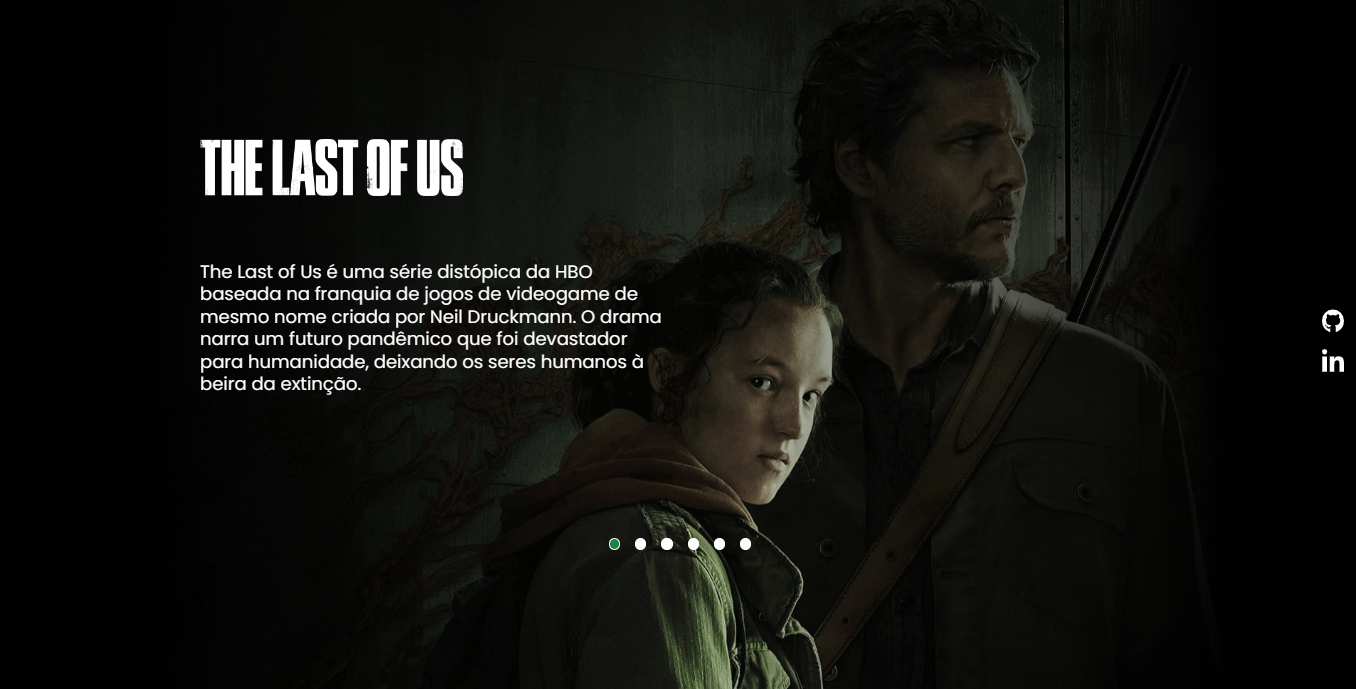 THE LAST OF US
The Last of Us é uma série distópica da HBO
baseada na franquia de jogos de videogame de
mesmo nome criada por Neil Druckmann. O drama
narra um futuro pandêmico que foi devastador
para humanidade, deixando os seres humanos à
beira da extinção.
in